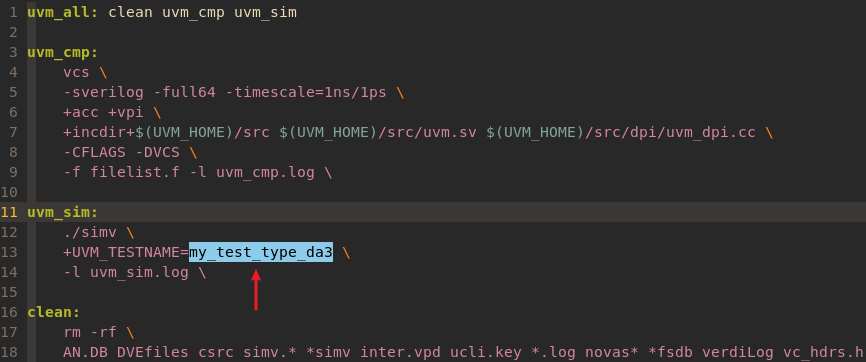 1 uvm_all: clean uvm_cmp uvm_sim
2
3 uvm_cmp:
4     vcs \
5     -sverilog -full64 -timescale=1ns/1ps \
6     +acc +vpi \
7     +incdir+$(UVM_HOME)/src $(UVM_HOME)/src/uvm.sv $(UVM_HOME)/src/dpi/uvm_dpi.cc \
8     -CFLAGS -DVCS \
9     -f filelist.f -l uvm_cmp.log \
10
11 uvm_sim:
12     ./simv \
13     +UVM_TESTNAME=my_test_type_da3 \
14     -l uvm_sim.log \
15
16 clean:
17     rm -rf \
18     AN.DB DVEfiles csrc simv.* *simv inter.vpd ucli.key *.log novas* *fsdb verdiLog vc_hdrs.h